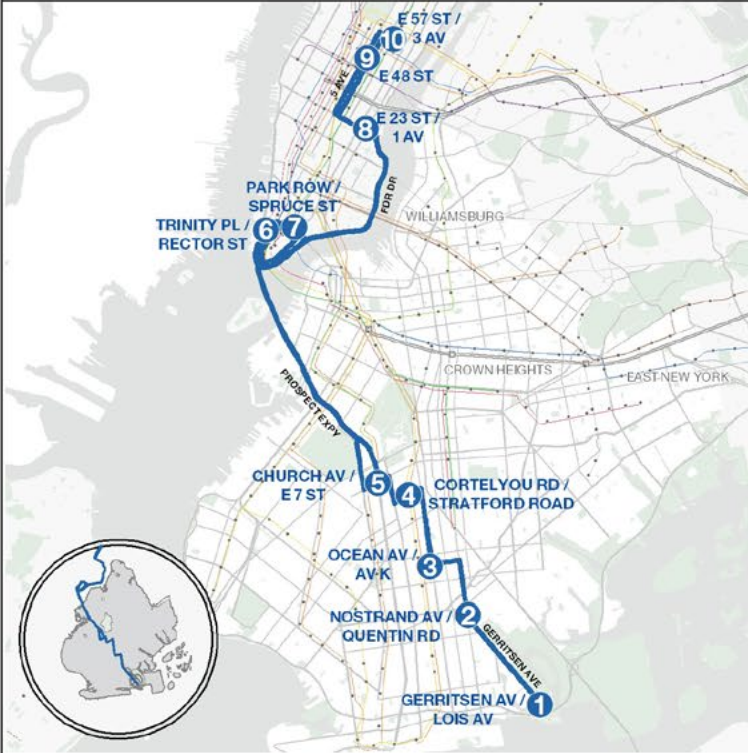 E 57 ST /
3 AV
10
9
E 48 ST
5 AVE
E 23 ST /
1 AV
8
FDR DR
PARK ROW /
SPRUCE ST
WILLIAMSBURG
TRINITY PL /
RECTOR ST
6
7
CROWN HEIGHTS
EAST NEW YORK
PROSPECT EXPY
CHURCH AV /
E 7 ST
5
4
CORTELYOU RD /
STRATFORD ROAD
OCEAN AV /
AV K
3
NOSTRAND AV /
QUENTIN RD
2
GERRITSEN AVE
GERRITSEN AV /
LOIS AV
1